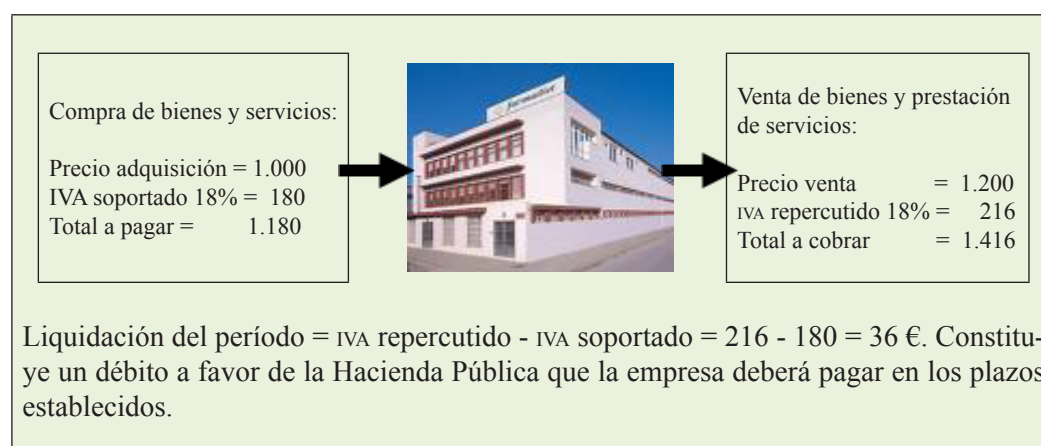 Compra de bienes y servicios:
Precio adquisición = 1.000
IVA soportado 18% = 180
Total a pagar = 1.180
Venta de bienes y prestación
de servicios:
Precio venta = 1.200
IVA repercutido 18% = 216
Total a cobrar = 1.416
Liquidación del período = IVA repercutido - IVA soportado = 216 - 180 = 36 €. Constitu-
ye un débito a favor de la Hacienda Pública que la empresa deberá pagar en los plazos
establecidos.